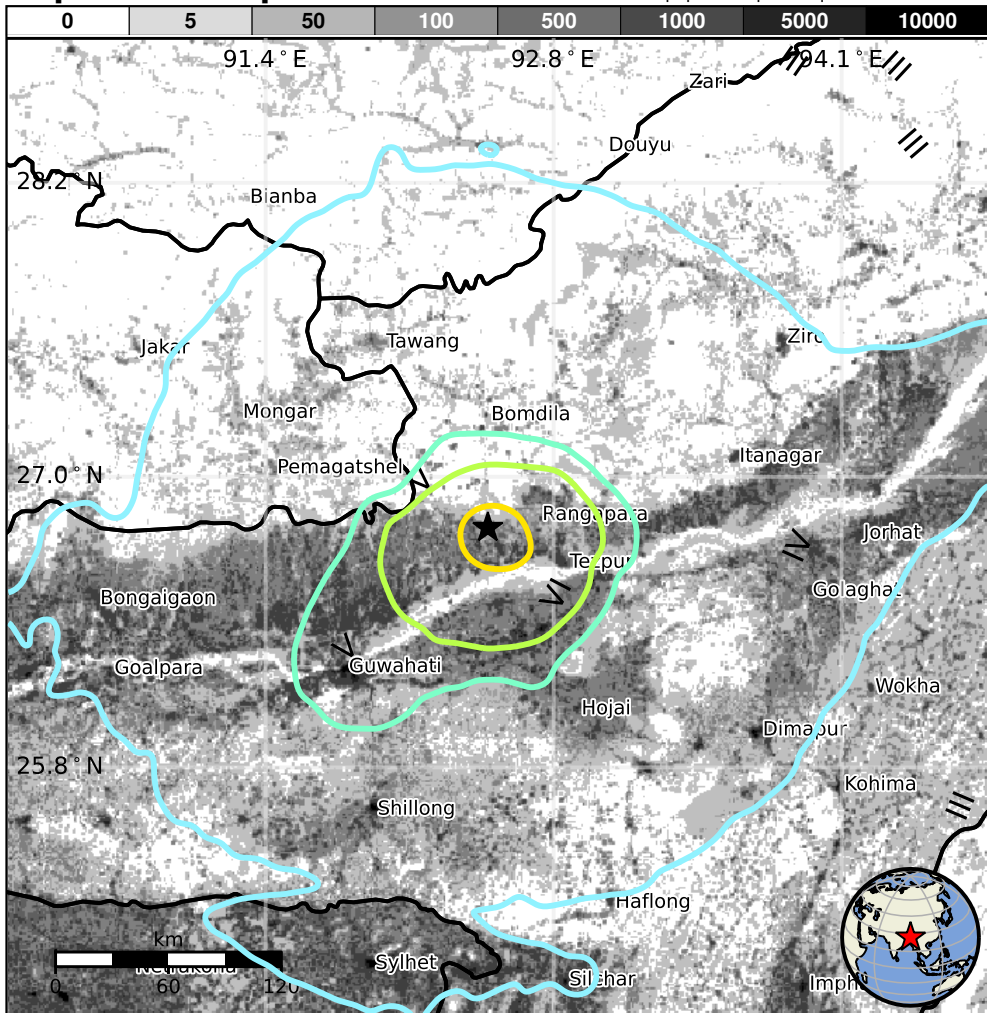 0 5 50 100 500 1000 5000 10000
91.4°E 92.8°E 94.1°E
Zari
Douyu
28.2°N
Bianba
Jakar
Tawang
Ziro
Mongar
Bomdila
Itanagar
Pemagatshel
27.0°N
V
Rangapara
Jorhat
IV
Tezpur
Golaghat
Bongaigaon
VI
V
Guwahati
Goalpara
Wokha
Hojai
Dimapur
25.8°N
Kohima
III
Shillong
Haflong
km
Sylhet
Netrakona
Silchar
0 60 120